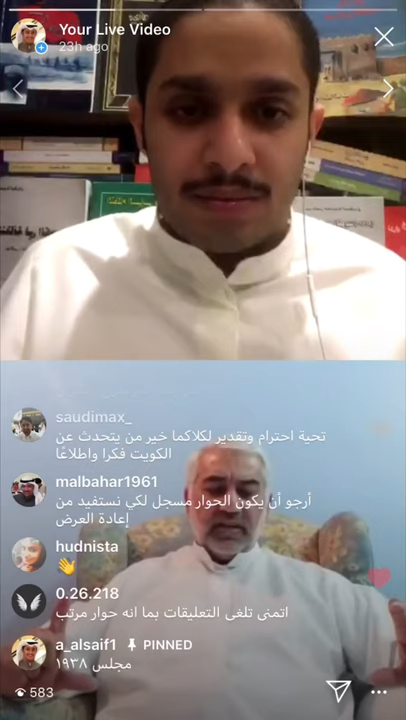 Your Live Video
23h ago
saudimax_
تحية احترام وتقدير لكلاكما خير من يتحدث عن
الكويت فكرا واطلاعًا
malbahar1961
أرجو أن يكون الحوار مسجل لكي نستفيد من
إعادة العرض
hudnista
👋
0.26.218
اتمنى تلغى التعليقات بما انه حوار مرتب
a_alsaif1 PINNED
مجلس ١٩٣٨
583